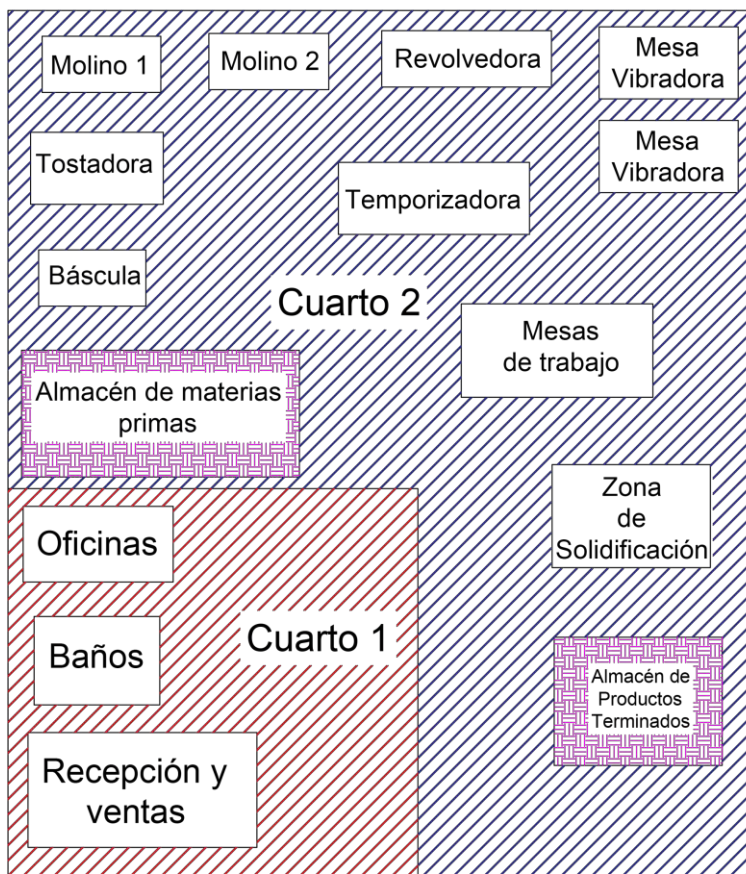 Molino 1
Molino 2
Revolvedora
Mesa
Vibradora
Mesa
Vibradora
Tostadora
Temporizadora
Báscula
Cuarto 2
Mesas
de trabajo
Almacén de materias
primas
Zona
de
Solidificación
Oficinas
Cuarto 1
Baños
Almacén de
Productos
Terminados
Recepción y
ventas